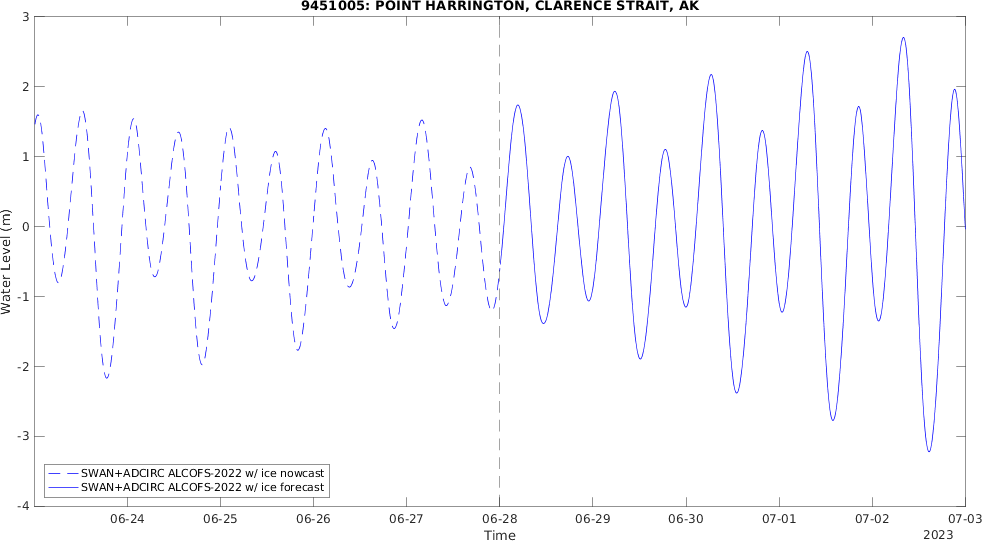 9451005: POINT HARRINGTON, CLARENCE STRAIT, AK
3
2
1
0
-1
-2
-3
-4
Water Level (m)
SWAN+ADCIRC ALCOFS-2022 w/ ice nowcast
SWAN+ADCIRC ALCOFS-2022 w/ ice forecast
06-24 06-25 06-26 06-27 06-28 06-29 06-30 07-01 07-02 07-03
Time
2023